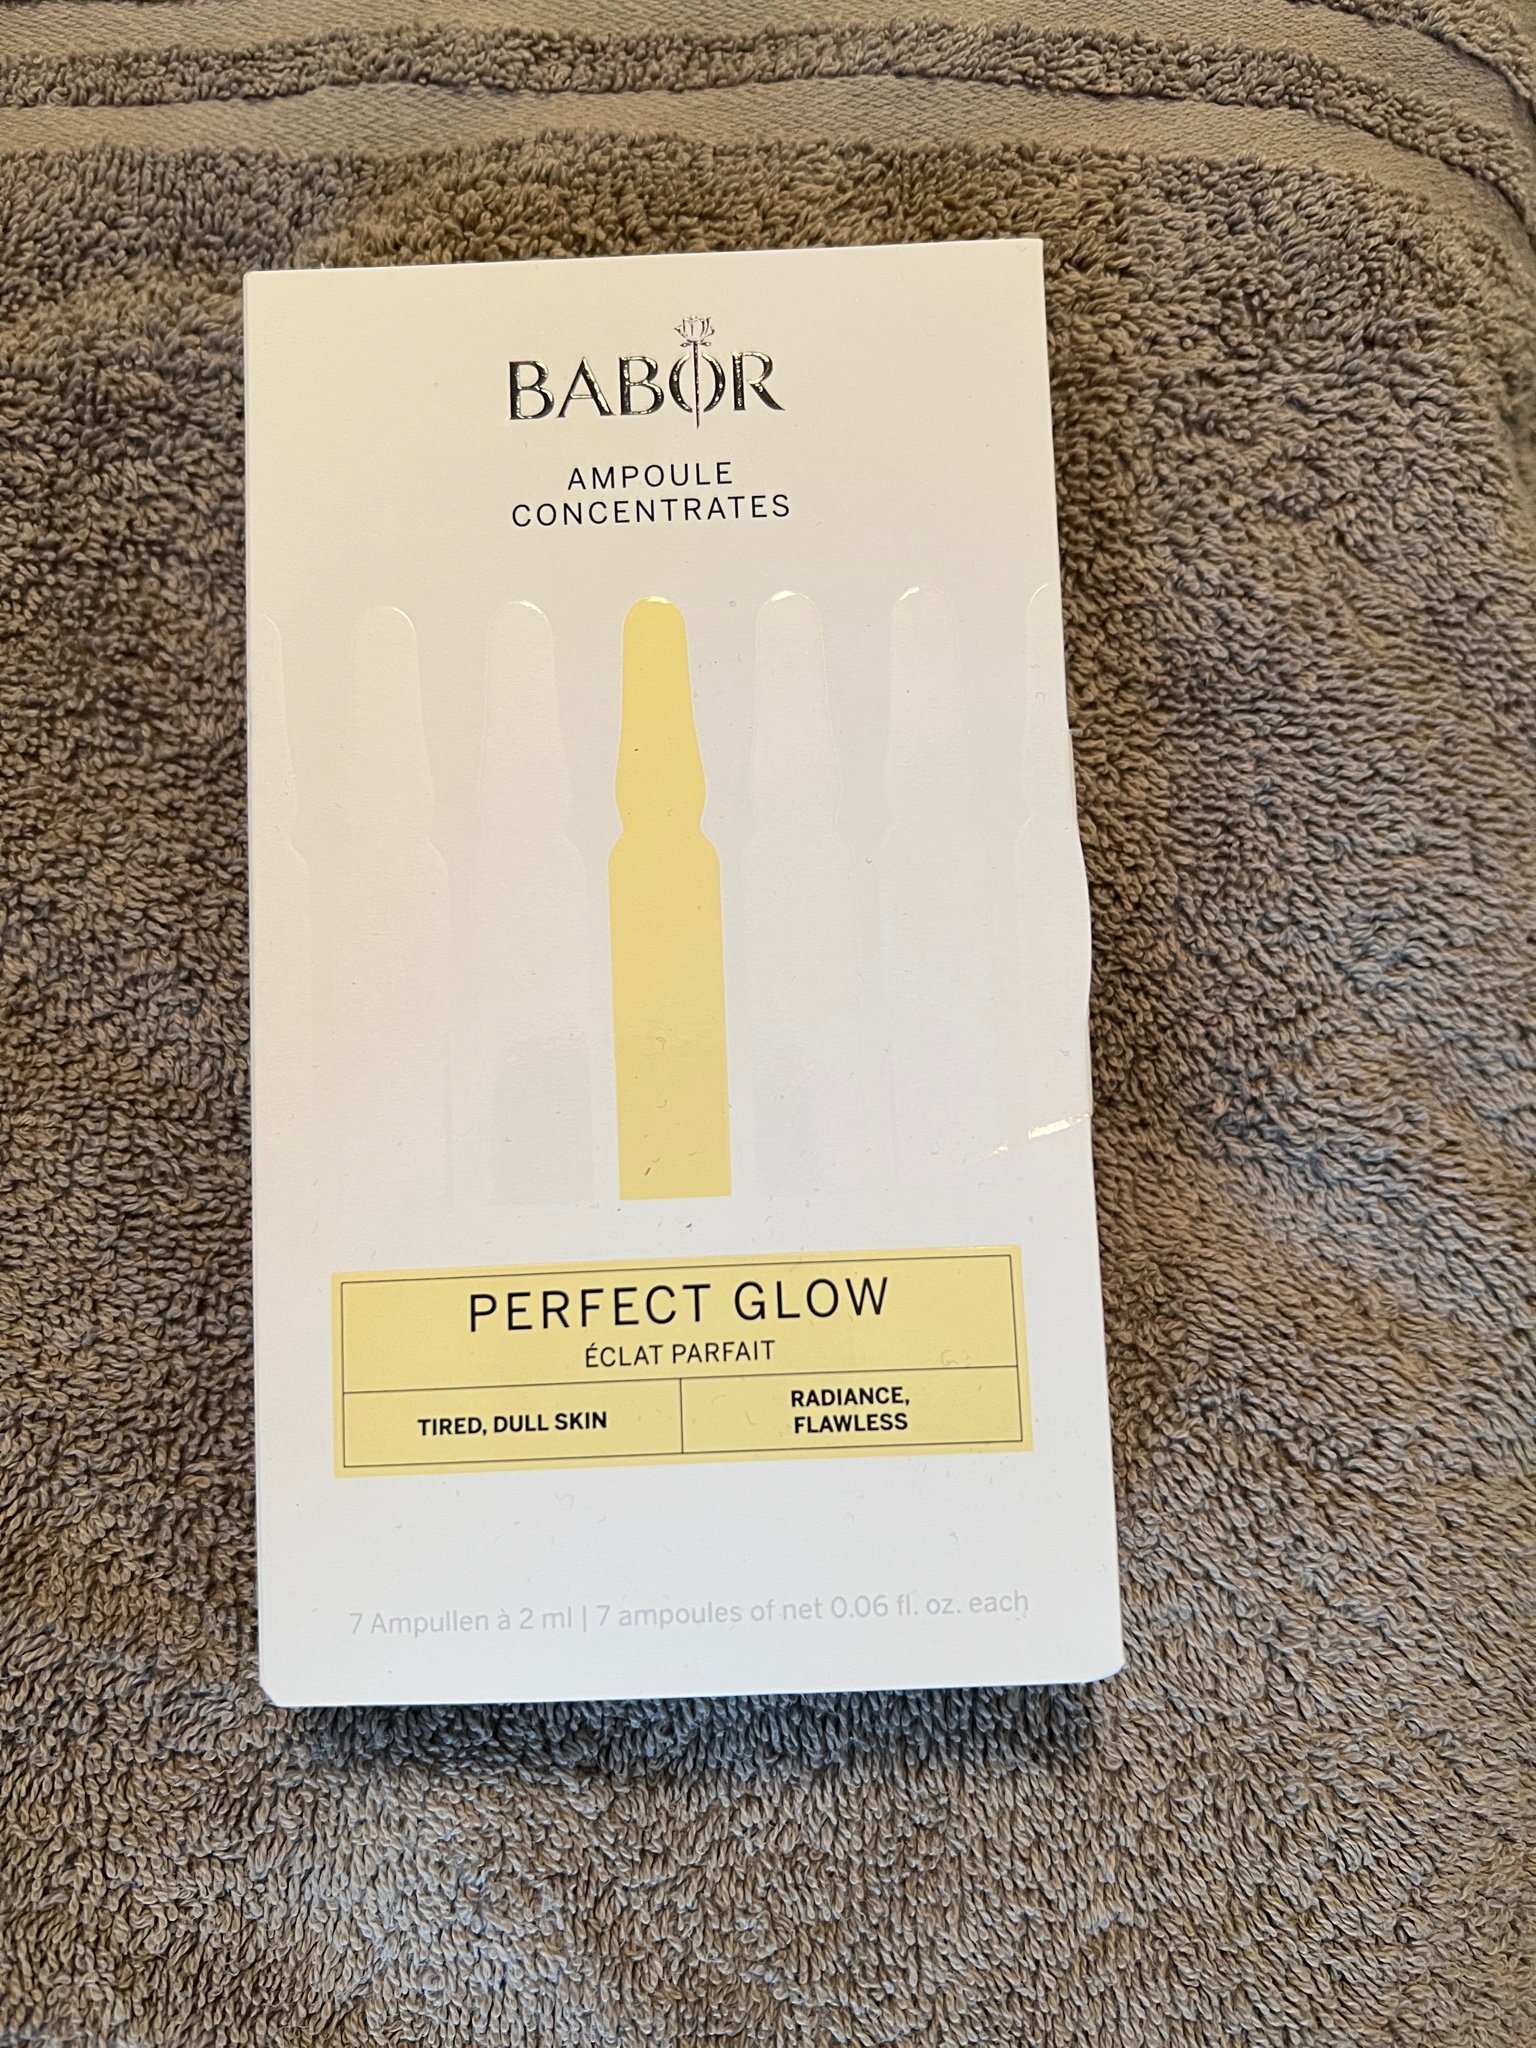 BABOR
AMPOULE
CONCENTRATES
PERFECT GLOW
ÉCLAT PARFAIT
TIRED, DULL SKIN
RADIANCE,
FLAWLESS
7 Ampullen à 2 ml | 7 ampoules of net 0.06 fl. oz. each